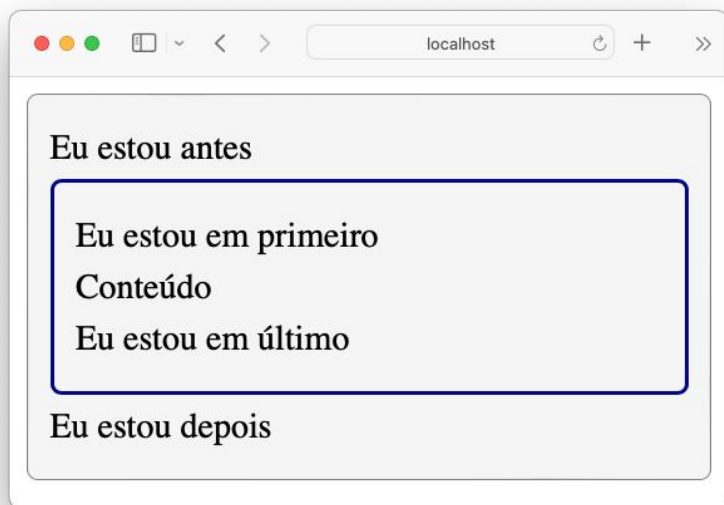 localhost
Eu estou antes
Eu estou em primeiro
Conteúdo
Eu estou em último
Eu estou depois